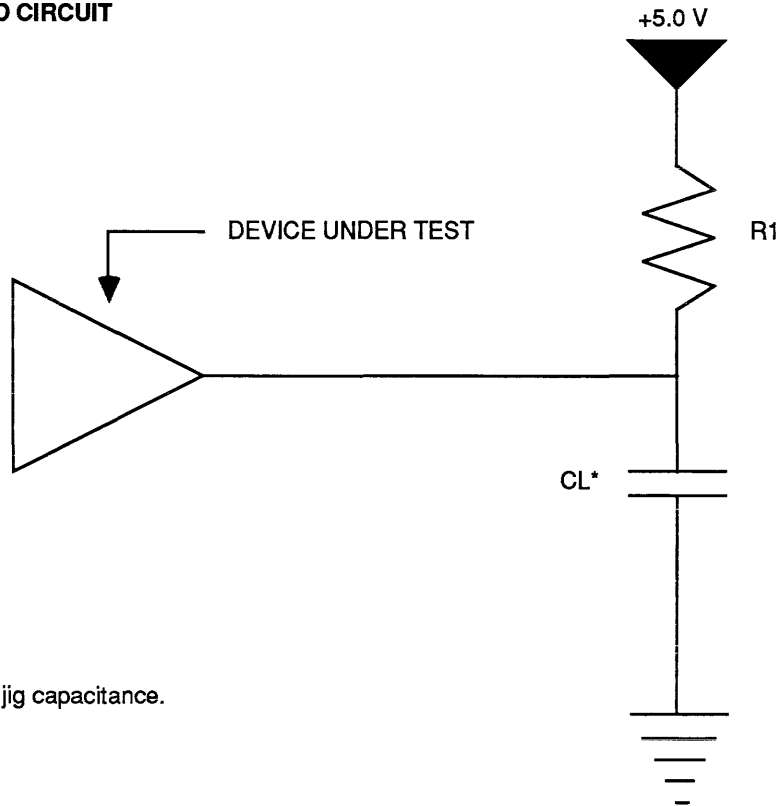 CIRCUIT
+5.0 V
DEVICE UNDER TEST
R1
CL*
jig capacitance.